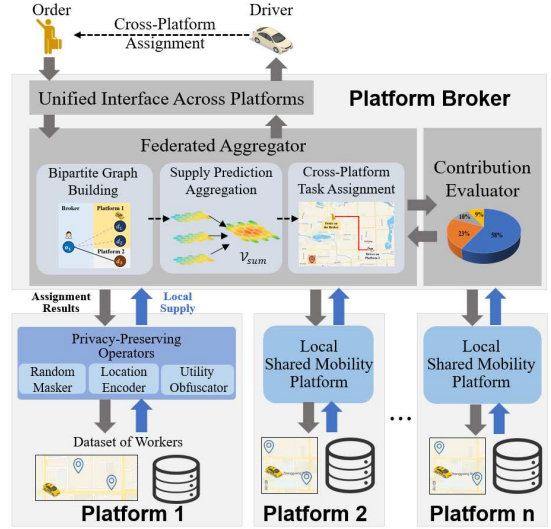 Order
Driver
Cross-Platform
Assignment
Unified Interface Across Platforms
Platform Broker
Federated Aggregator
Bipartite Graph
Building
Broker
Platform 1
Platform 2
Supply Prediction
Aggregation
V_sum
Cross-Platform
Task Assignment
Contribution
Evaluator
10%
9%
23%
58%
Assignment
Results
Local
Supply
Privacy-Preserving
Operators
Random
Masker
Location
Encoder
Utility
Obfuscator
Dataset of Workers
Platform 1
Local
Shared Mobility
Platform
Platform 2
...
Local
Shared Mobility
Platform
Platform n